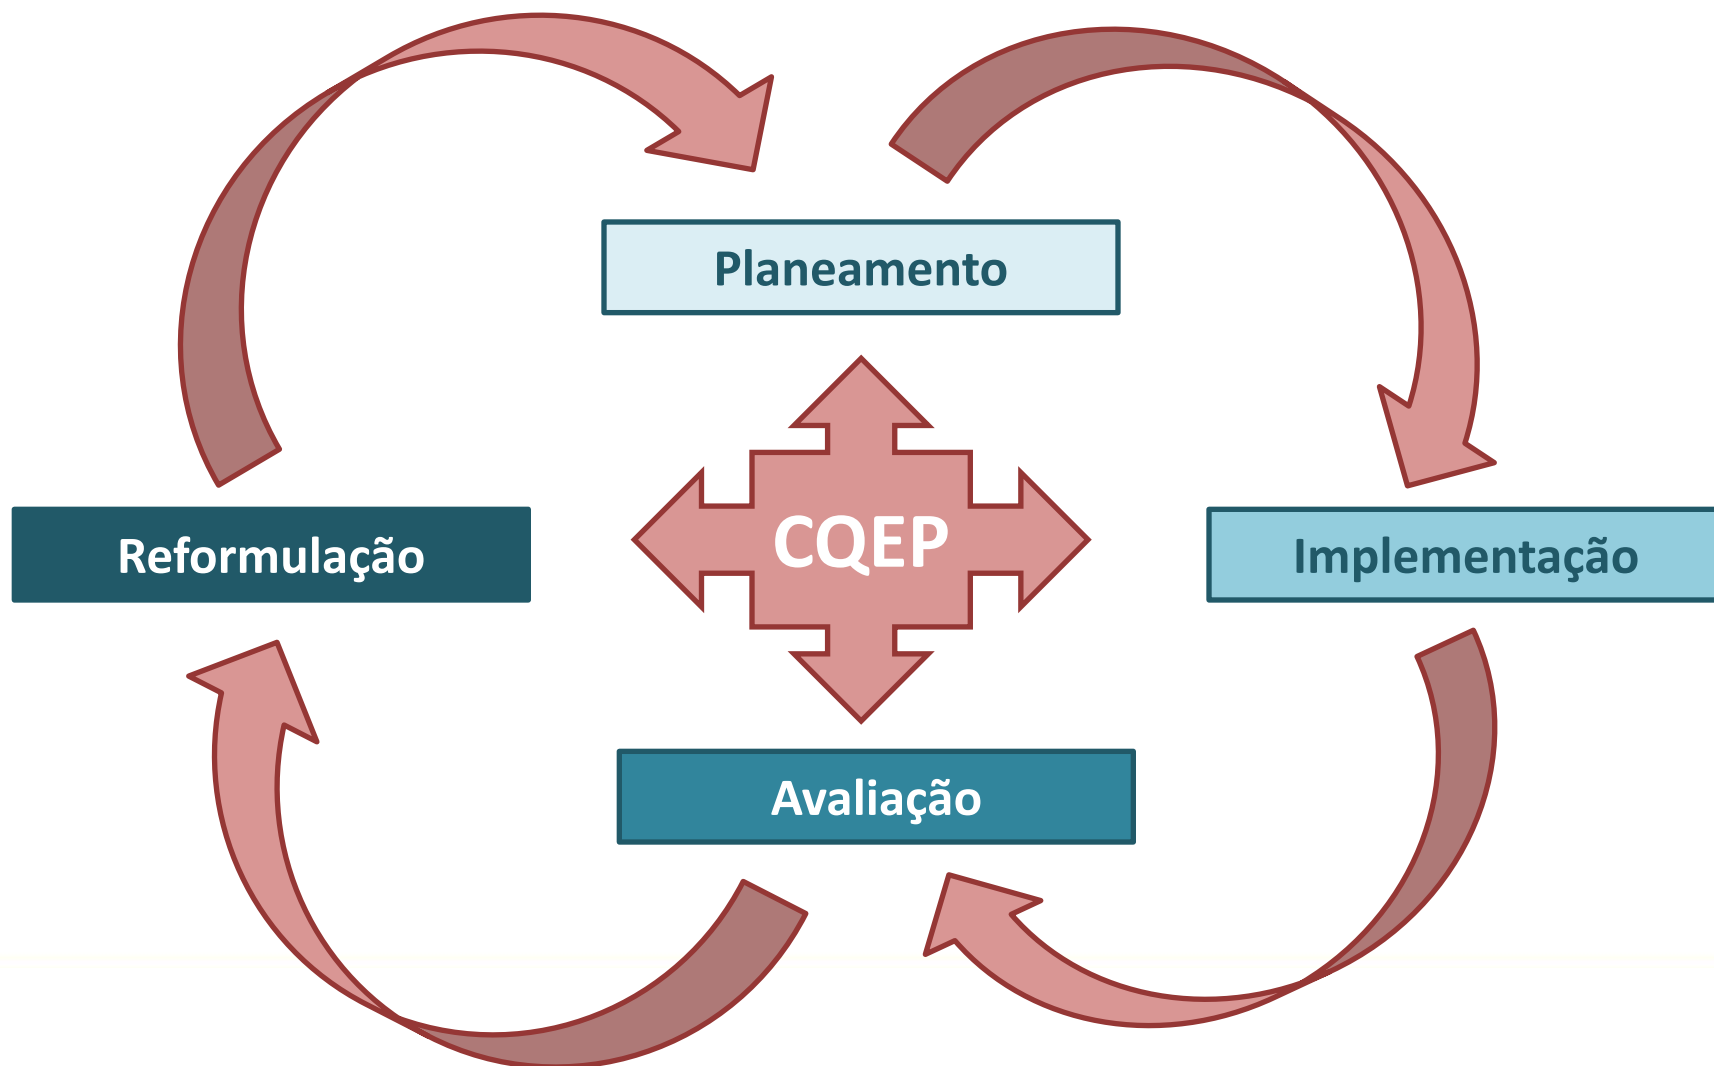 Planeamento
Reformulação
CQEP
Implementação
Avaliação